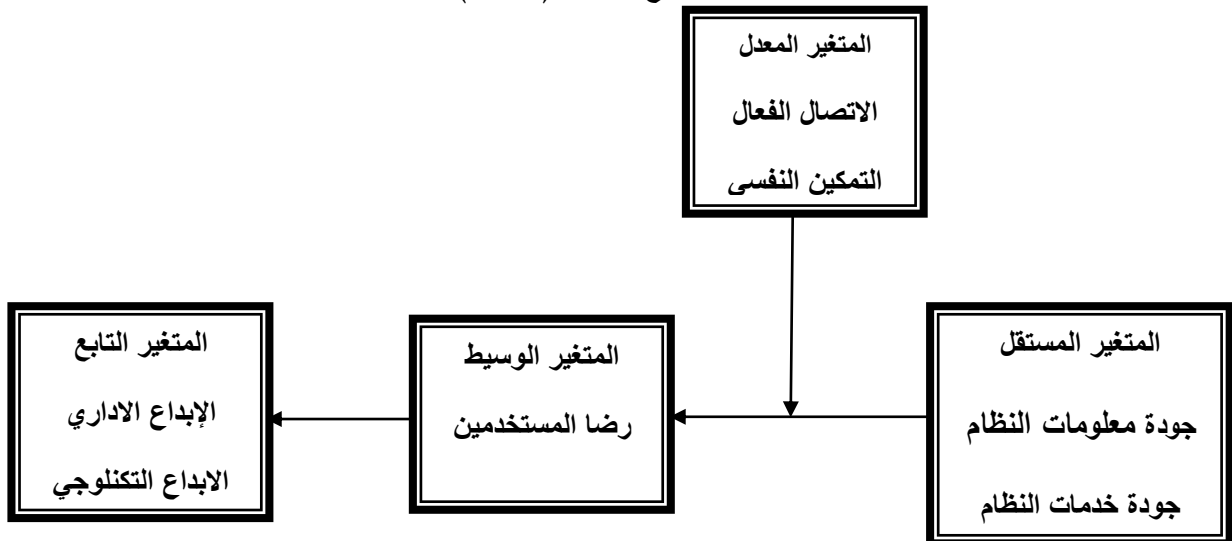 المتغير المعدل
الاتصال الفعال
التمكين النفسى
المتغير المستقل
جودة معلومات النظام
جودة خدمات النظام
المتغير الوسيط
رضا المستخدمين
المتغير التابع
الإبداع الاداري
الابداع التكنلوجي